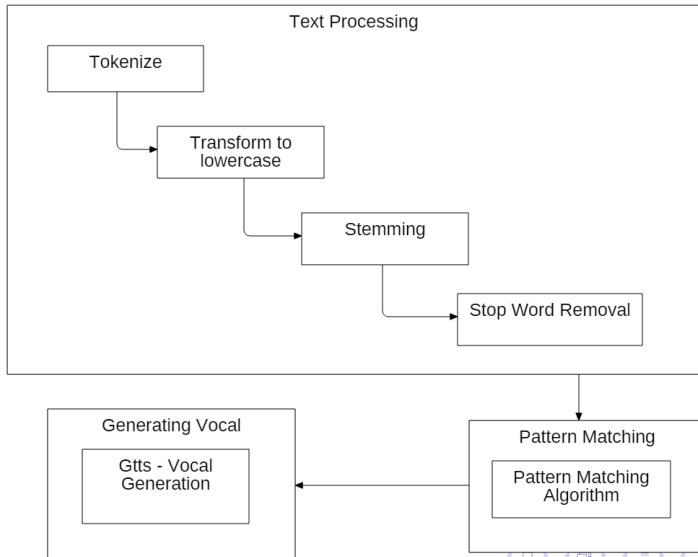 Text Processing
Tokenize
Transform to
lowercase
Stemming
Stop Word Removal
Generating Vocal
Gtts - Vocal
Generation
Pattern Matching
Pattern Matching
Algorithm